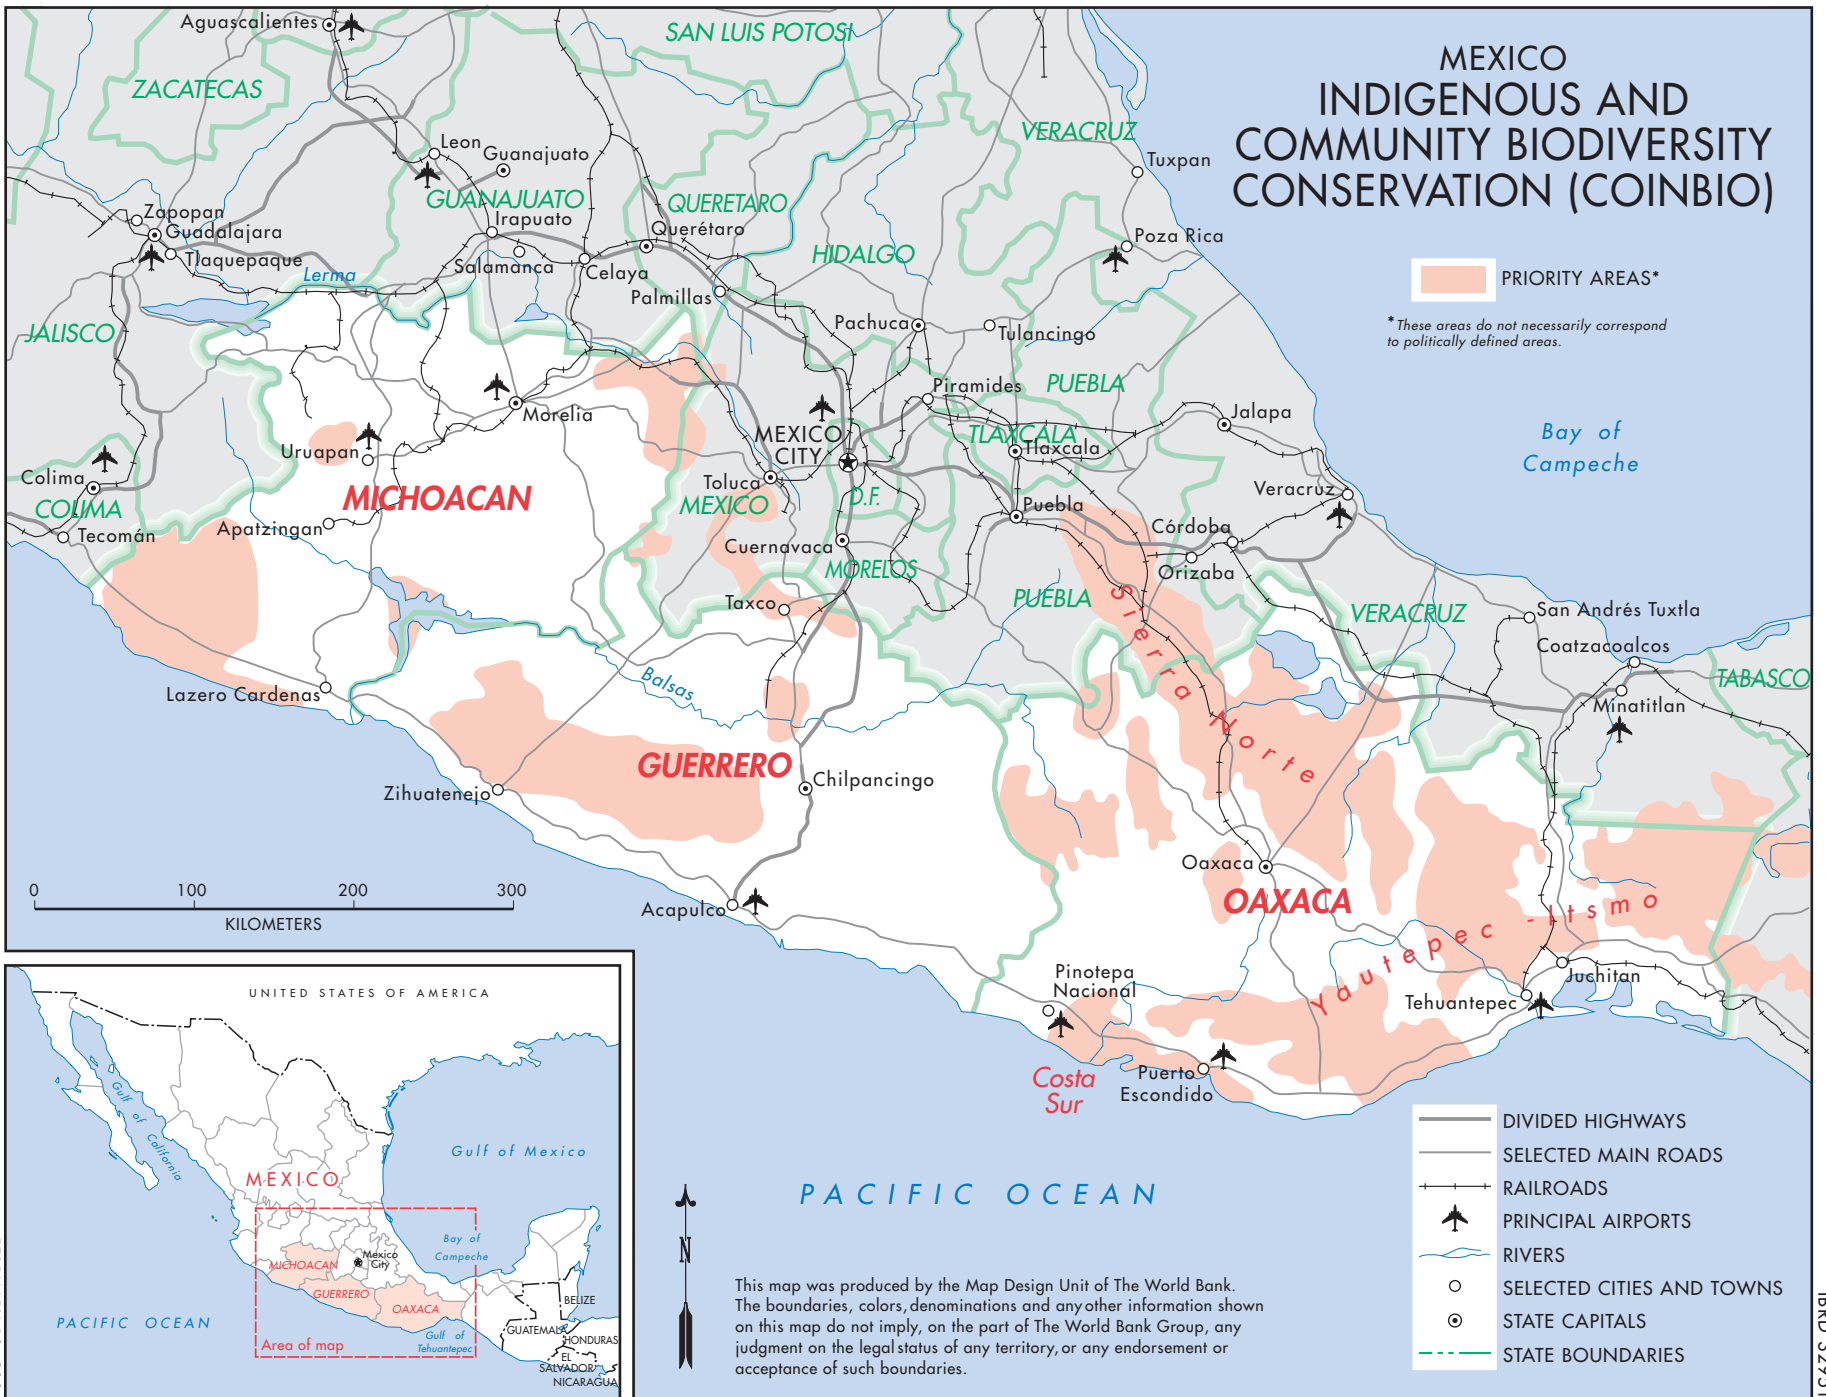 MEXICO
INDIGENOUS AND
COMMUNITY BIODIVERSITY
CONSERVATION (COINBIO)
PRIORITY AREAS*
*These areas do not necessarily correspond
to politically defined areas.
Aguascalientes
ZACATECAS
SAN LUIS POTOSI
VERACRUZ
Tuxpan
Leon
Guanajuato
GUANAJUATO
Irapuato
QUERETARO
Querétaro
Zapopan
Guadalajara
Tlaquepaque
Lerma
Salamanca
Celaya
HIDALGO
Poza Rica
Palmillas
Pachuca
Tulancingo
JALISCO
Piramides
PUEBLA
Morelia
MEXICO
CITY
TLAXCALA
Tlaxcala
Jalapa
Bay of
Campeche
Uruapan
Colima
COLIMA
Tecomán
MICHOACAN
Apatzingan
Toluca
MEXICO
D.F.
Puebla
Veracruz
Córdoba
Orizaba
Cuernavaca
MORELOS
Taxco
PUEBLA
Sierra Norte
VERACRUZ
San Andrés Tuxtla
Coatzacoalcos
TABASCO
Minatitlan
Lazero Cardenas
Balsas
GUERRERO
Zihuatenejo
Chilpancingo
Oaxaca
OAXACA
Yautepec - Itsmo
Acapulco
Pinotepa
Nacional
Tehuantepec
Juchitan
Costa
Sur
Puerto
Escondido
0 100 200 300
KILOMETERS
UNITED STATES OF AMERICA
Gulf of California
Gulf of Mexico
MEXICO
Bay of
Campeche
Mexico
City
MICHOACAN
GUERRERO
OAXACA
Area of map
Gulf of
Tehuantepec
PACIFIC OCEAN
BELIZE
GUATEMALA
HONDURAS
EL
SALVADOR
NICARAGUA
PACIFIC OCEAN
N
This map was produced by the Map Design Unit of The World Bank.
The boundaries, colors, denominations and any other information shown
on this map do not imply, on the part of The World Bank Group, any
judgment on the legal status of any territory, or any endorsement or
acceptance of such boundaries.
DIVIDED HIGHWAYS
SELECTED MAIN ROADS
RAILROADS
PRINCIPAL AIRPORTS
RIVERS
SELECTED CITIES AND TOWNS
STATE CAPITALS
STATE BOUNDARIES